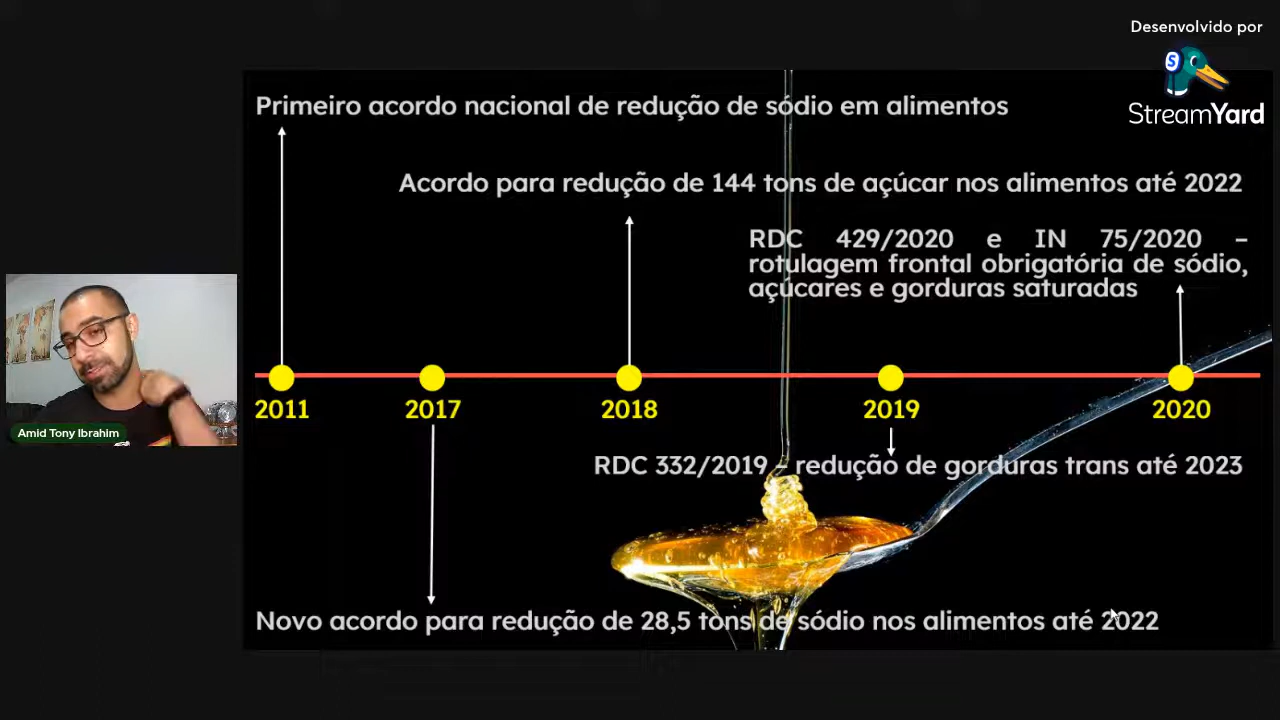 Desenvolvido por
StreamYard
Primeiro acordo nacional de redução de sódio em alimentos
Acordo para redução de 144 tons de açúcar nos alimentos até 2022
RDC 429/2020 e IN 75/2020 –
rotulagem frontal obrigatória de sódio,
açúcares e gorduras saturadas
2011
2017
2018
2019
2020
Amid Tony Ibrahim
RDC 332/2019 – redução de gorduras trans até 2023
Novo acordo para redução de 28,5 tons de sódio nos alimentos até 2022